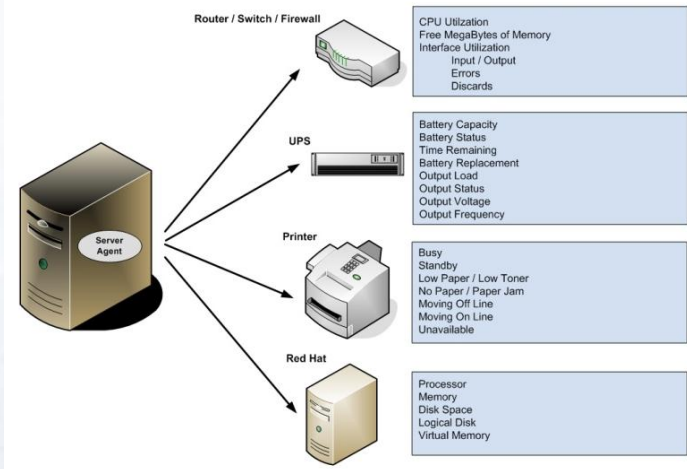 Router / Switch / Firewall
CPU Utilzation
Free MegaBytes of Memory
Interface Utilization
Input / Output
Errors
Discards
UPS
Battery Capacity
Battery Status
Time Remaining
Battery Replacement
Output Load
Output Status
Output Voltage
Output Frequency
Server
Agent
Printer
Busy
Standby
Low Paper / Low Toner
No Paper / Paper Jam
Moving Off Line
Moving On Line
Unavailable
Red Hat
Processor
Memory
Disk Space
Logical Disk
Virtual Memory